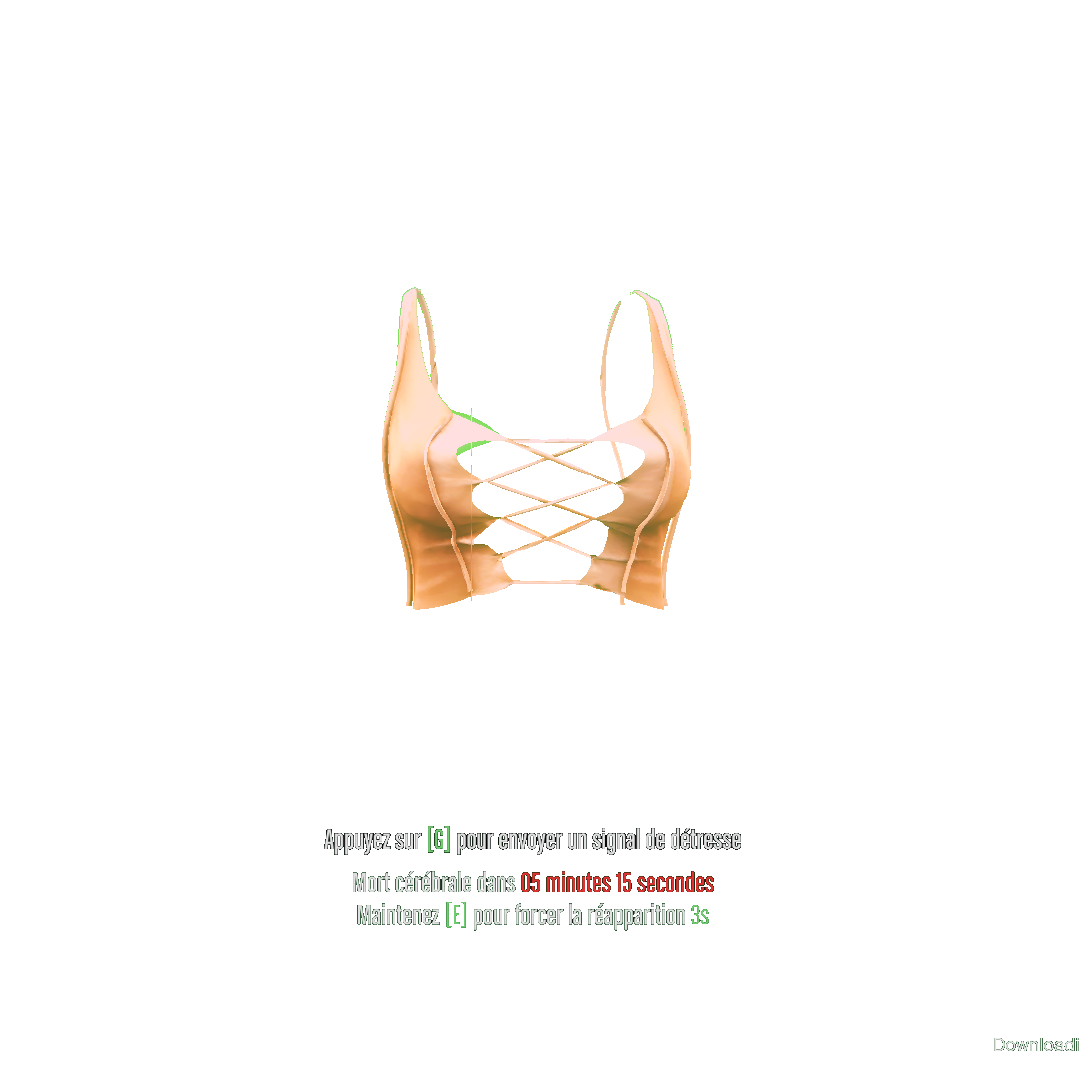 Appuyez sur [G] pour envoyer un signal de détresse
Mort cérébrale dans 05 minutes 15 secondes
Maintenez [E] pour forcer la réapparition 3s
Downloadi